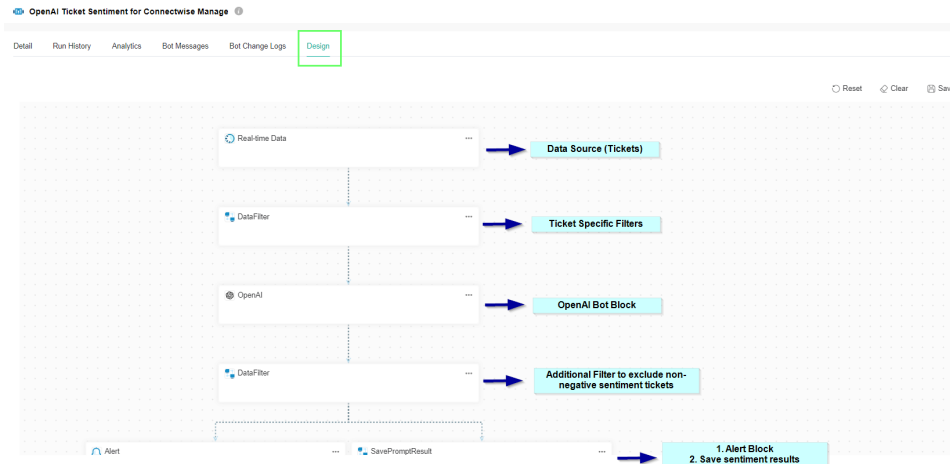 OpenAI Ticket Sentiment for Connectwise Manage
Detail Run History Analytics Bot Messages Bot Change Logs Design
Reset Clear Sav
Real-time Data
Data Source (Tickets)
DataFilter
Ticket Specific Filters
OpenAI
OpenAI Bot Block
DataFilter
Additional Filter to exclude non-
negative sentiment tickets
Alert
SavePromptResult
1. Alert Block
2. Save sentiment results